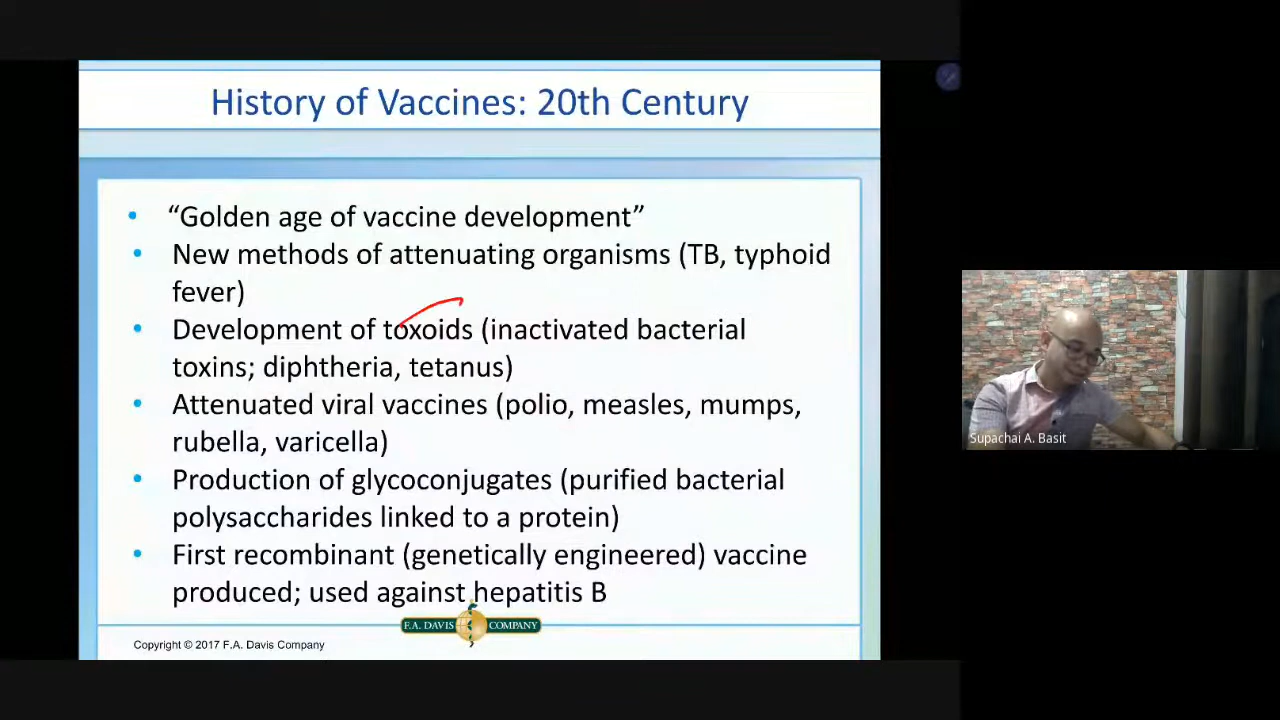 History of Vaccines: 20th Century
• “Golden age of vaccine development”
• New methods of attenuating organisms (TB, typhoid
fever)
• Development of toxoids (inactivated bacterial
toxins; diphtheria, tetanus)
• Attenuated viral vaccines (polio, measles, mumps,
rubella, varicella)
• Production of glycoconjugates (purified bacterial
polysaccharides linked to a protein)
• First recombinant (genetically engineered) vaccine
produced; used against hepatitis B
F.A. DAVIS COMPANY
Copyright © 2017 F.A. Davis Company
Supachai A. Basit